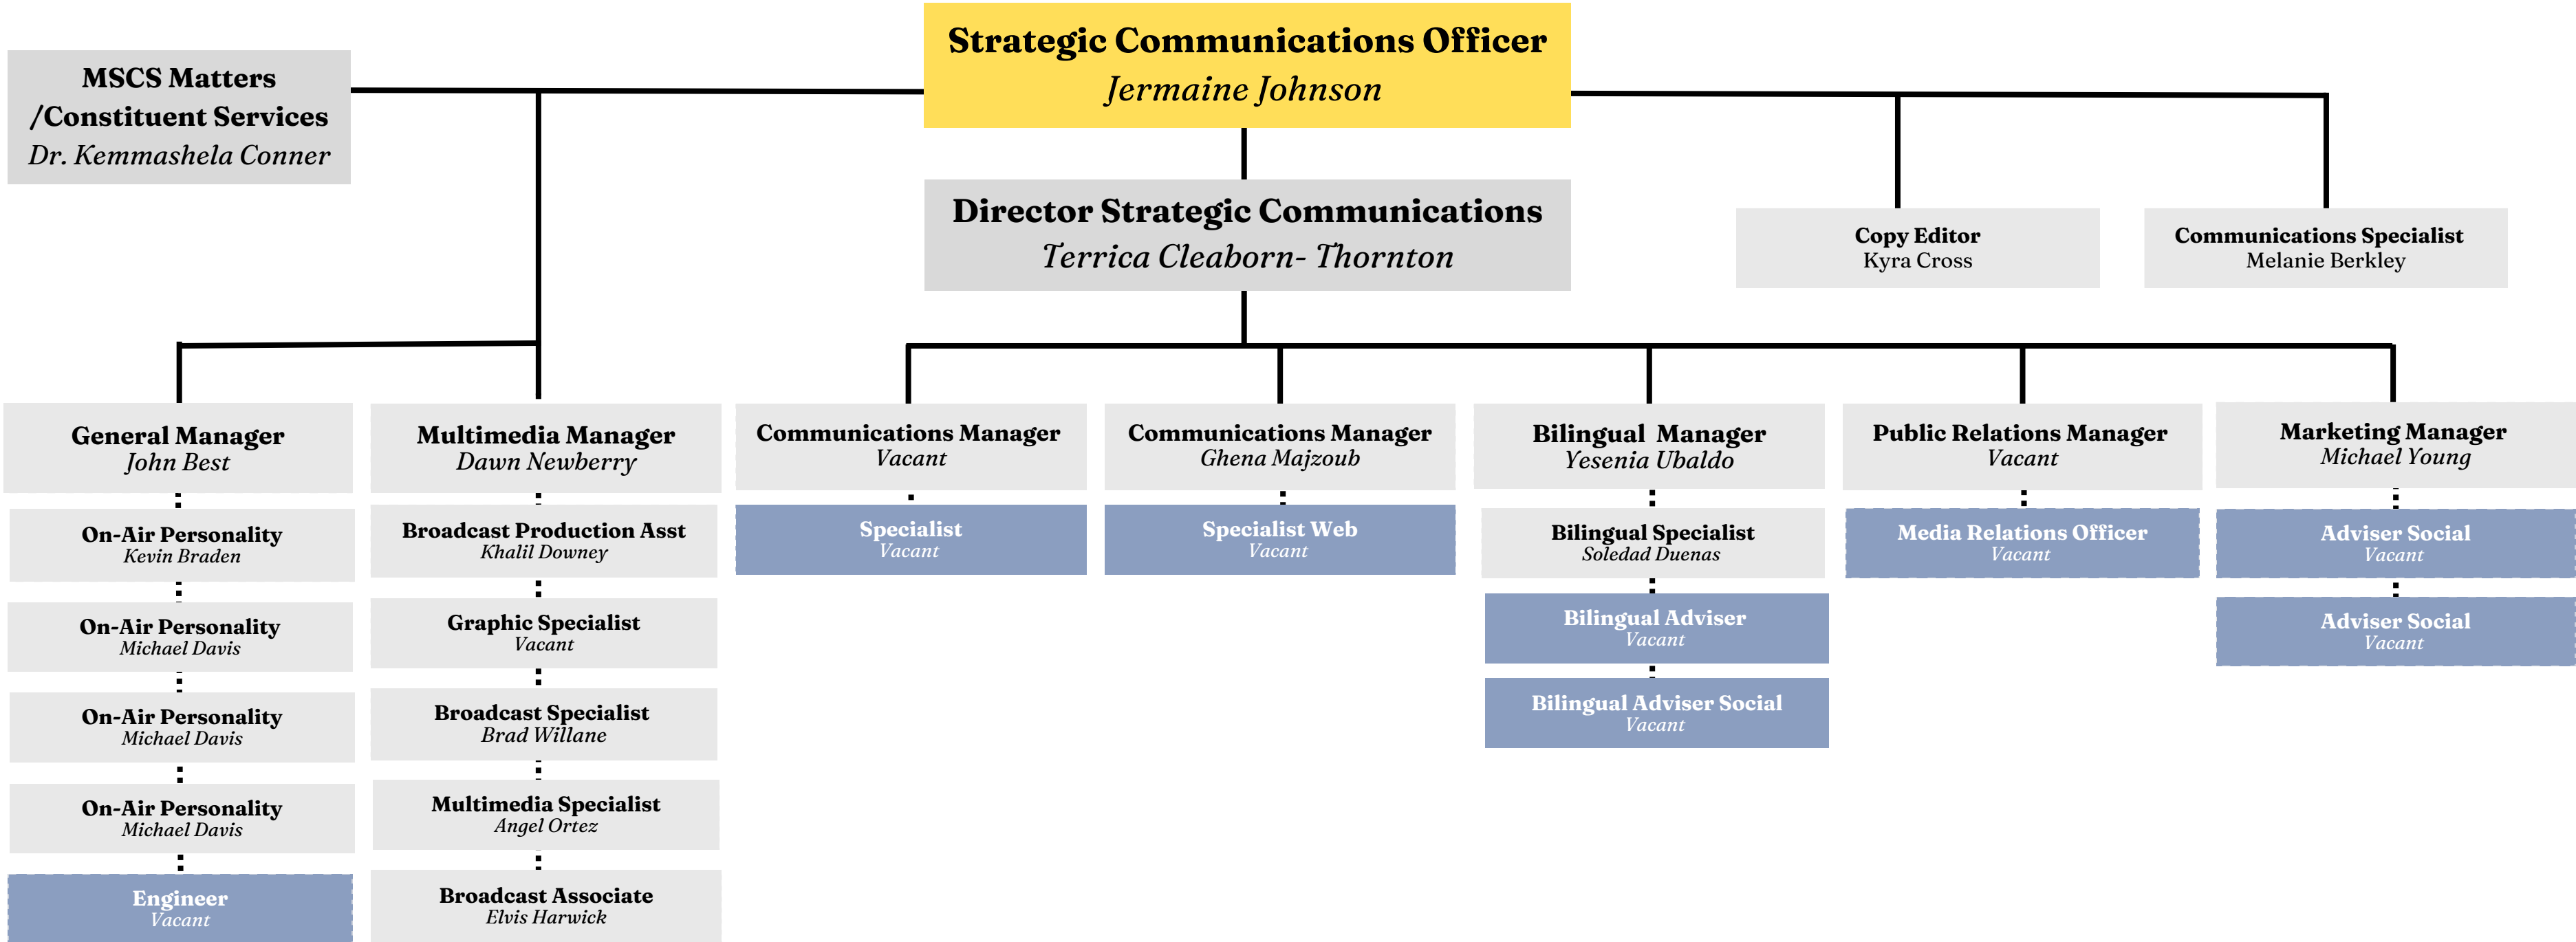 Strategic Communications Officer
Jermaine Johnson
MSCS Matters
/Constituent Services
Dr. Kemmashela Conner
Director Strategic Communications
Terrica Cleaborn- Thornton
Copy Editor
Kyra Cross
Communications Specialist
Melanie Berkley
General Manager
John Best
On-Air Personality
Kevin Braden
On-Air Personality
Michael Davis
On-Air Personality
Michael Davis
On-Air Personality
Michael Davis
Engineer
Vacant
Multimedia Manager
Dawn Newberry
Broadcast Production Asst
Khalil Downey
Graphic Specialist
Vacant
Broadcast Specialist
Brad Willane
Multimedia Specialist
Angel Ortez
Broadcast Associate
Elvis Harwick
Communications Manager
Vacant
Specialist
Vacant
Communications Manager
Ghena Majzoub
Specialist Web
Vacant
Bilingual Manager
Yesenia Ubaldo
Bilingual Specialist
Soledad Duenas
Bilingual Adviser
Vacant
Bilingual Adviser Social
Vacant
Public Relations Manager
Vacant
Media Relations Officer
Vacant
Marketing Manager
Michael Young
Adviser Social
Vacant
Adviser Social
Vacant